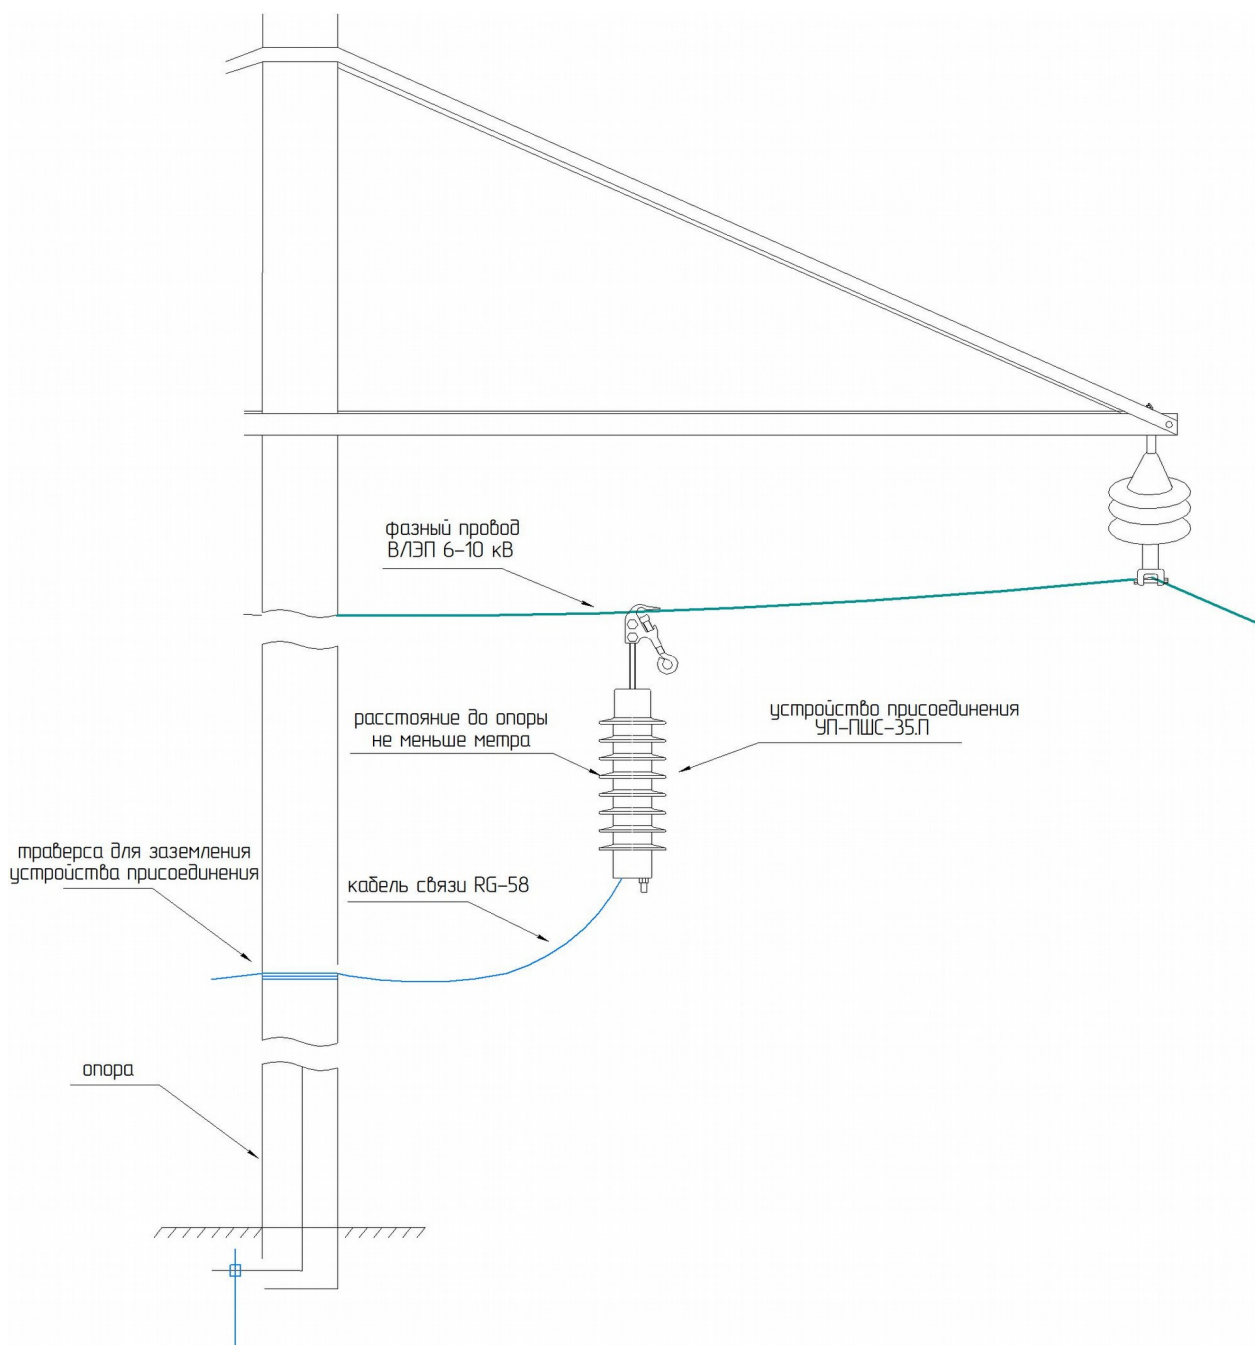 фазный провод
ВЛЭП 6-10 кВ
расстояние до опоры
не меньше метра
устройство присоединения
УП-ПШС-35.П
траверса для заземления
устройства присоединения
кабель связи RG-58
опора